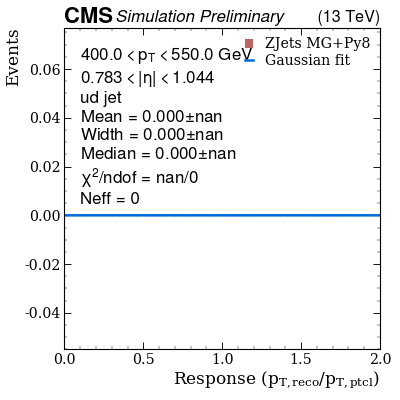 CMS Simulation Preliminary (13 TeV)
Events
400.0 < p_T < 550.0 GeV
0.783 < |η| < 1.044
ud jet
Mean = 0.000±nan
Width = 0.000±nan
Median = 0.000±nan
χ²/ndof = nan/0
Neff = 0
ZJets MG+Py8
Gaussian fit
0.06
0.04
0.02
0.00
-0.02
-0.04
0.0 0.5 1.0 1.5 2.0
Response (p_T,reco/p_T,ptcl)